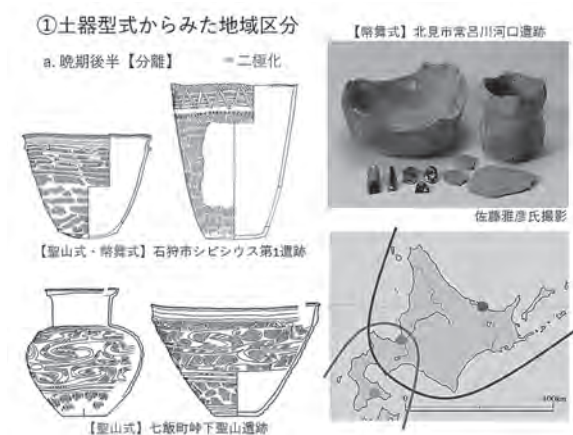 ①土器型式からみた地域区分
a. 晩期後半【分離】 =二極化
【聖山式・幣舞式】石狩市シビシウス第1遺跡
【聖山式】七飯町峠下聖山遺跡
【幣舞式】北見市常呂川河口遺跡
佐藤雅彦氏撮影
0 400km